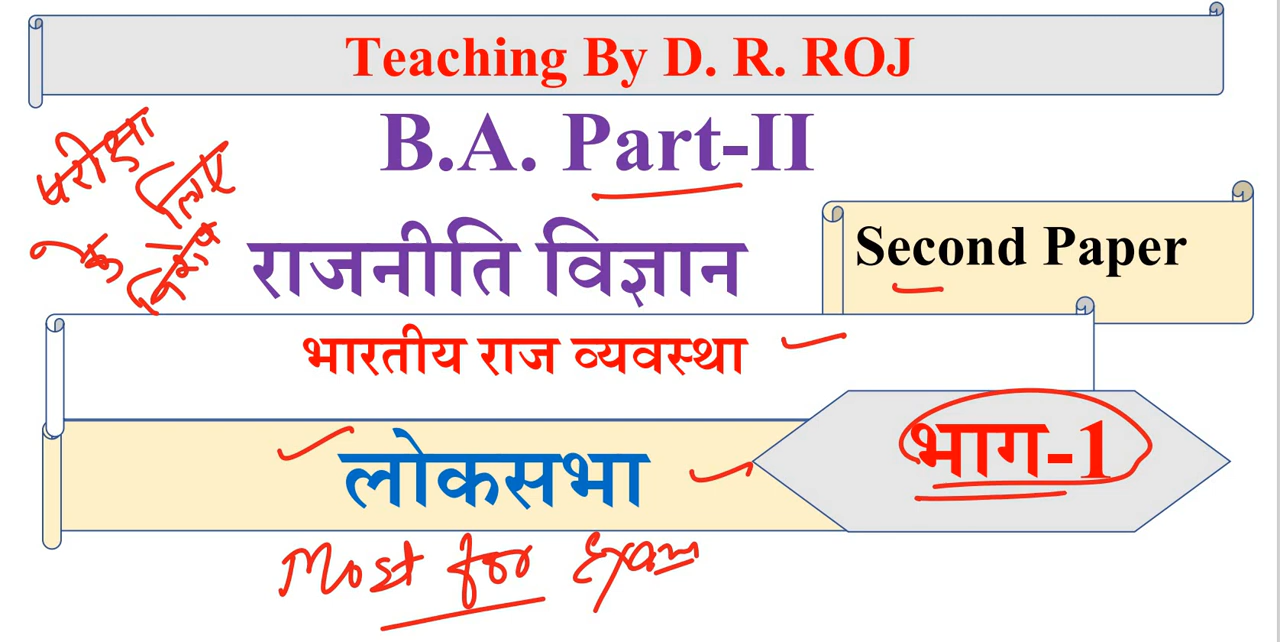 Teaching By D. R. ROJ
B.A. Part-II
परीक्षा
के लिए
विशेष
राजनीति विज्ञान
Second Paper
भारतीय राज व्यवस्था
लोकसभा
भाग-1
Most for Exam